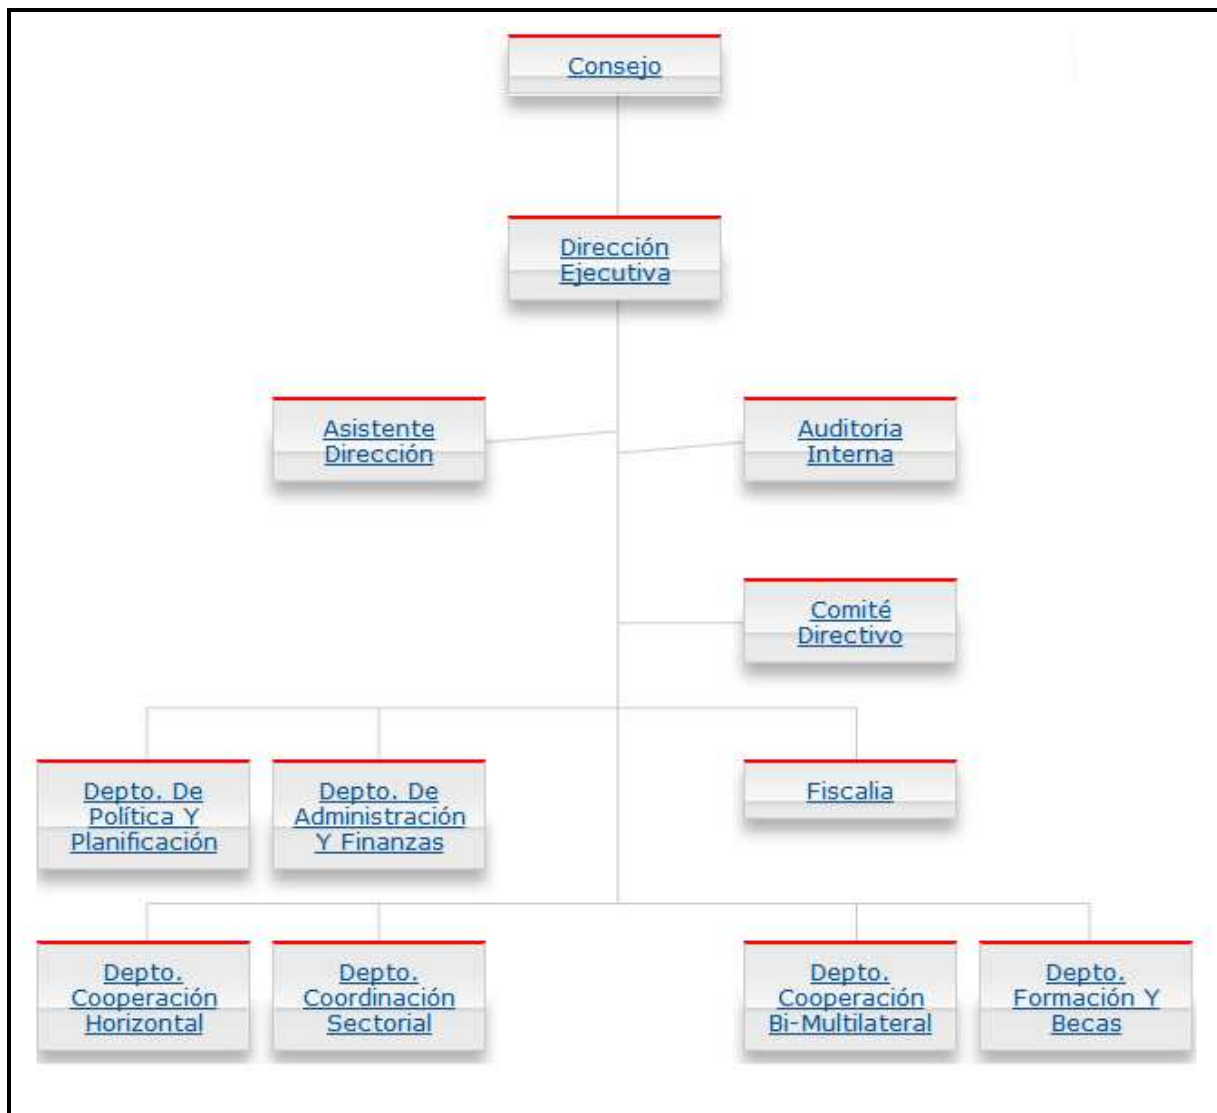 Consejo
Dirección
Ejecutiva
Asistente
Dirección
Auditoria
Interna
Comité
Directivo
Depto. De
Política Y
Planificación
Depto. De
Administración
Y Finanzas
Fiscalia
Depto.
Cooperación
Horizontal
Depto.
Coordinación
Sectorial
Depto.
Cooperación
Bi-Multilateral
Depto.
Formación Y
Becas